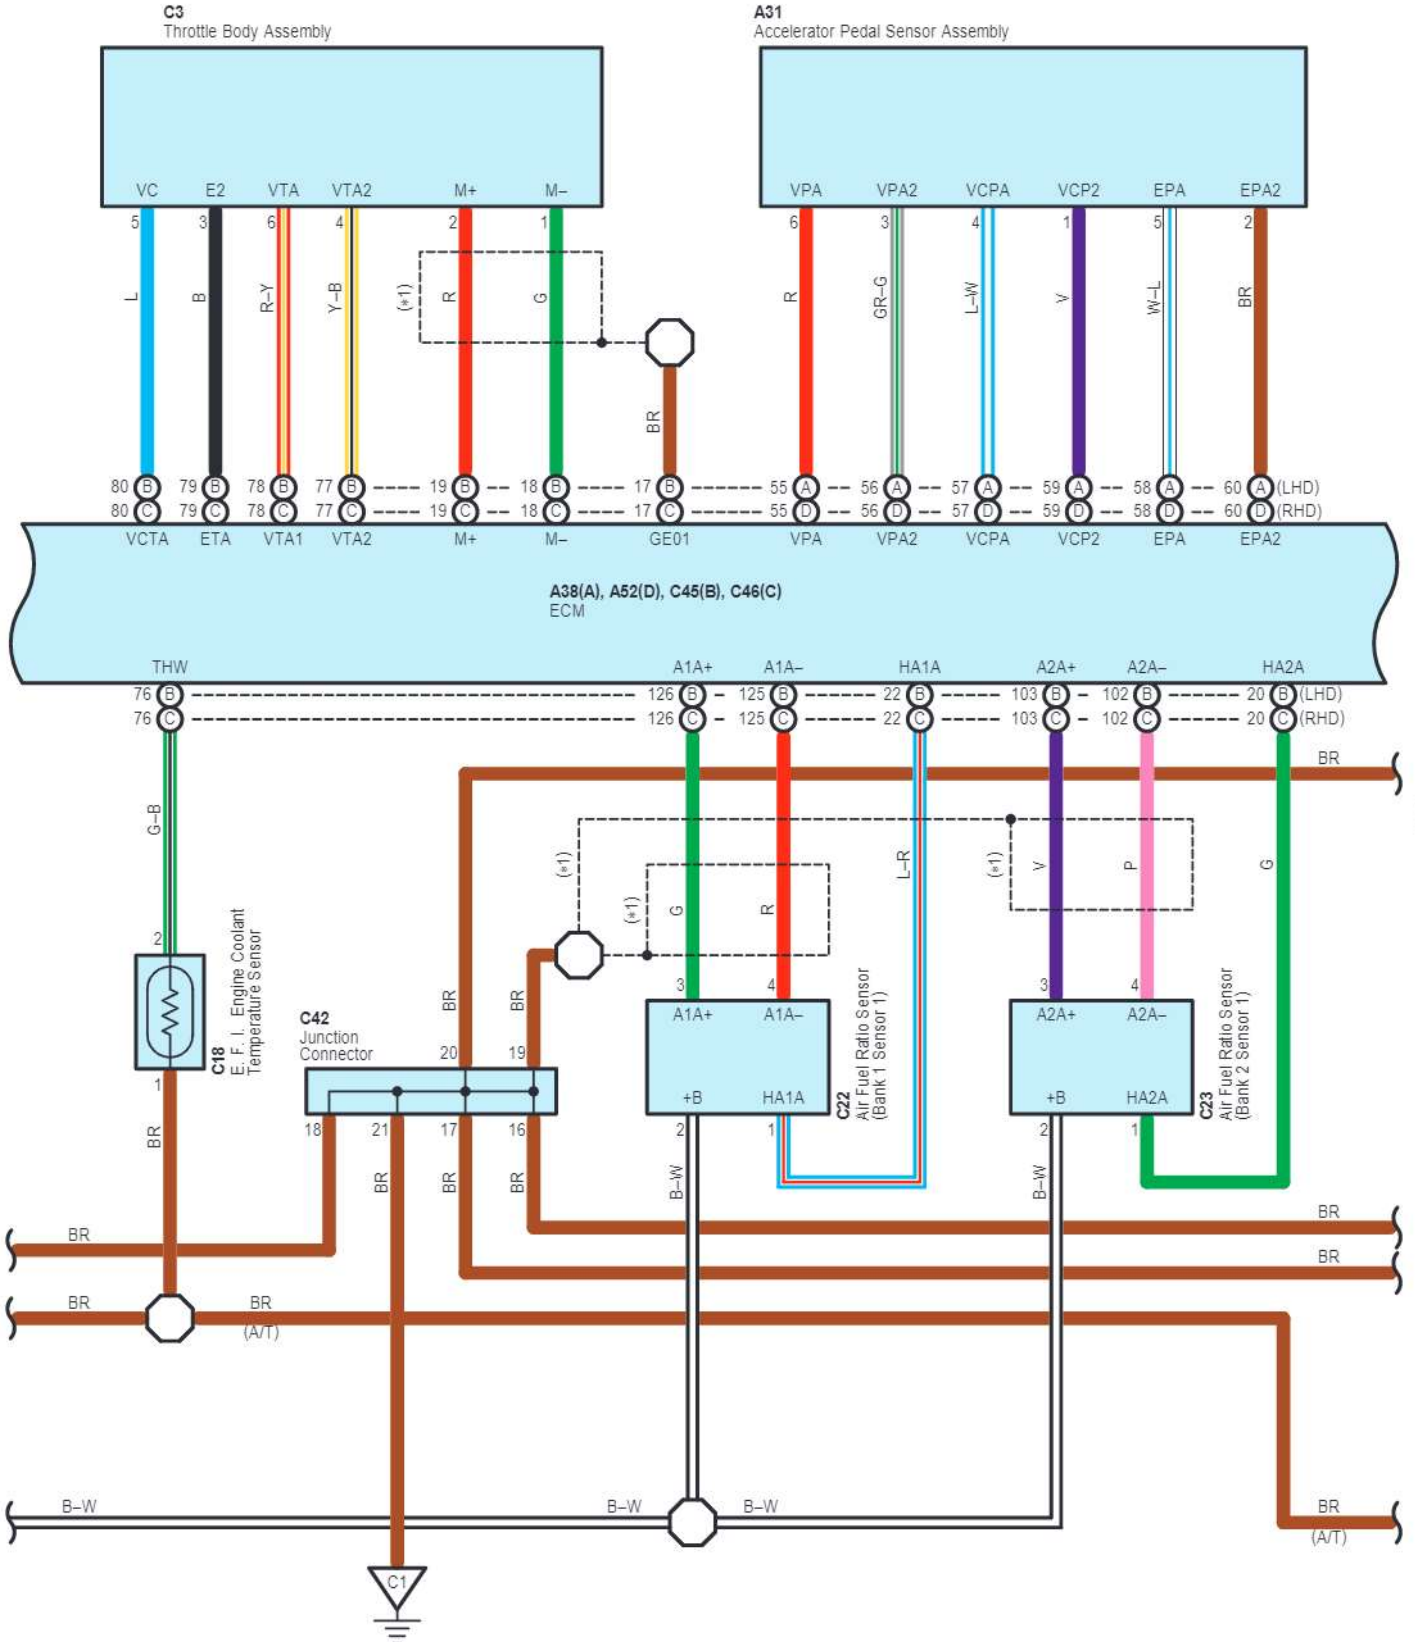 C3
Throttle Body Assembly
A31
Accelerator Pedal Sensor Assembly
VC E2 VTA VTA2 M+ M–
VPA VPA2 VCPA VCP2 EPA EPA2
5 3 6 4 2 1
6 3 4 1 5 2
L B R–Y Y–B (*1) R G
R GR–G L–W V W–L BR
BR
80 B 79 B 78 B 77 B 19 B 18 B 17 B 55 A 56 A 57 A 59 A 58 A 60 A (LHD)
80 C 79 C 78 C 77 C 19 C 18 C 17 C 55 D 56 D 57 D 59 D 58 D 60 D (RHD)
VCTA ETA VTA1 VTA2 M+ M– GE01 VPA VPA2 VCPA VCP2 EPA EPA2
A38(A), A52(D), C45(B), C46(C)
ECM
THW A1A+ A1A– HA1A A2A+ A2A– HA2A
76 B 126 B 125 B 22 B 103 B 102 B 20 B (LHD)
76 C 126 C 125 C 22 C 103 C 102 C 20 C (RHD)
BR
G–B (*1) L–R (*1) V P G
(*1) G R
2
C18
E. F. I. Engine Coolant
Temperature Sensor
1
BR
C42
Junction
Connector
BR BR
20 19
18 21 17 16
BR BR BR
3 4
A1A+ A1A–
+B HA1A
2 1
C22
Air Fuel Ratio Sensor
(Bank 1 Sensor 1)
3 4
A2A+ A2A–
+B HA2A
2 1
C23
Air Fuel Ratio Sensor
(Bank 2 Sensor 1)
B–W B–W
BR BR
BR
BR BR
(A/T)
B–W B–W B–W BR
(A/T)
C1